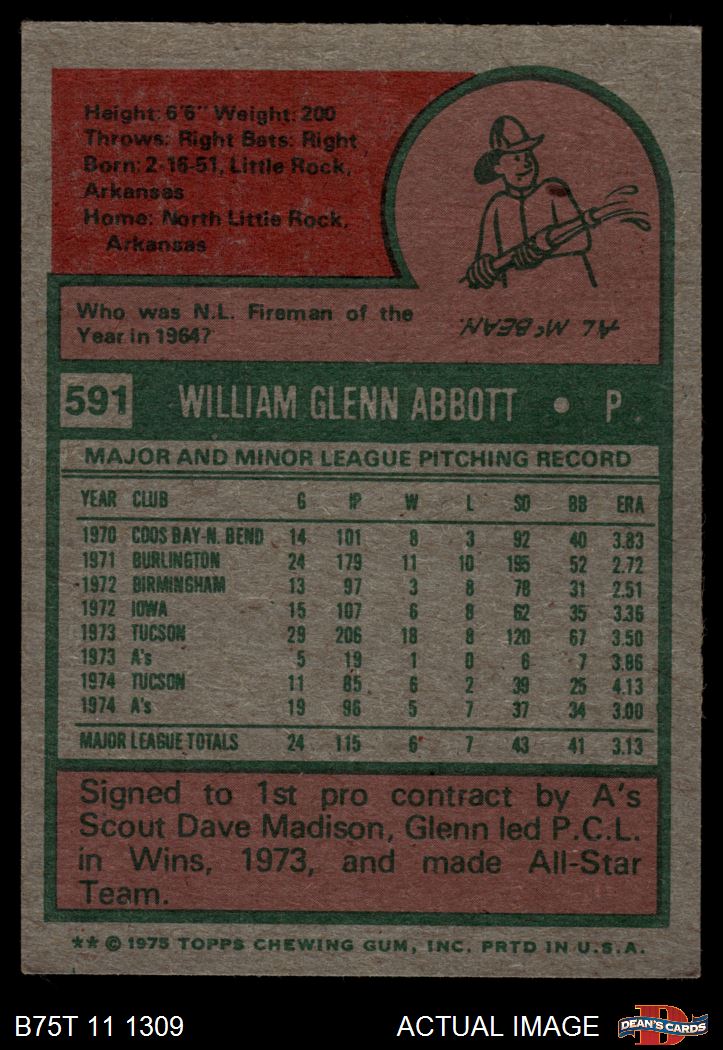 Height: 6'6" Weight: 200
Throws: Right Bats: Right
Born: 2-16-51, Little Rock,
Arkansas
Home: North Little Rock,
Arkansas
Who was N.L. Fireman of the
Year in 1964?
AL McBEAN.
591 WILLIAM GLENN ABBOTT • P
MAJOR AND MINOR LEAGUE PITCHING RECORD
YEAR CLUB G IP W L SO BB ERA
1970 COOS BAY-N. BEND 14 101 8 3 92 40 3.83
1971 BURLINGTON 24 179 11 10 195 52 2.72
1972 BIRMINGHAM 13 97 3 8 78 31 2.51
1972 IOWA 15 107 6 8 62 35 3.36
1973 TUCSON 29 206 18 8 120 67 3.50
1973 A's 5 19 1 0 6 7 3.86
1974 TUCSON 11 85 6 2 39 25 4.13
1974 A's 19 96 5 7 37 34 3.00
MAJOR LEAGUE TOTALS 24 115 6 7 43 41 3.13
Signed to 1st pro contract by A's
Scout Dave Madison, Glenn led P.C.L.
in Wins, 1973, and made All-Star
Team.
** © 1975 TOPPS CHEWING GUM, INC. PRTD IN U.S.A.
B75T 11 1309 ACTUAL IMAGE D DEAN'S CARDS